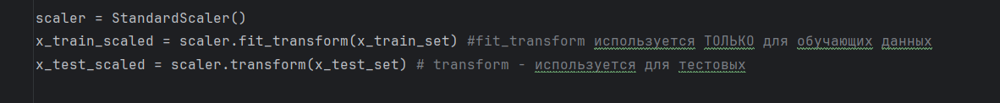 scaler = StandardScaler()
x_train_scaled = scaler.fit_transform(x_train_set) #fit_transform используется ТОЛЬКО для обучающих данных
x_test_scaled = scaler.transform(x_test_set) # transform - используется для тестовых